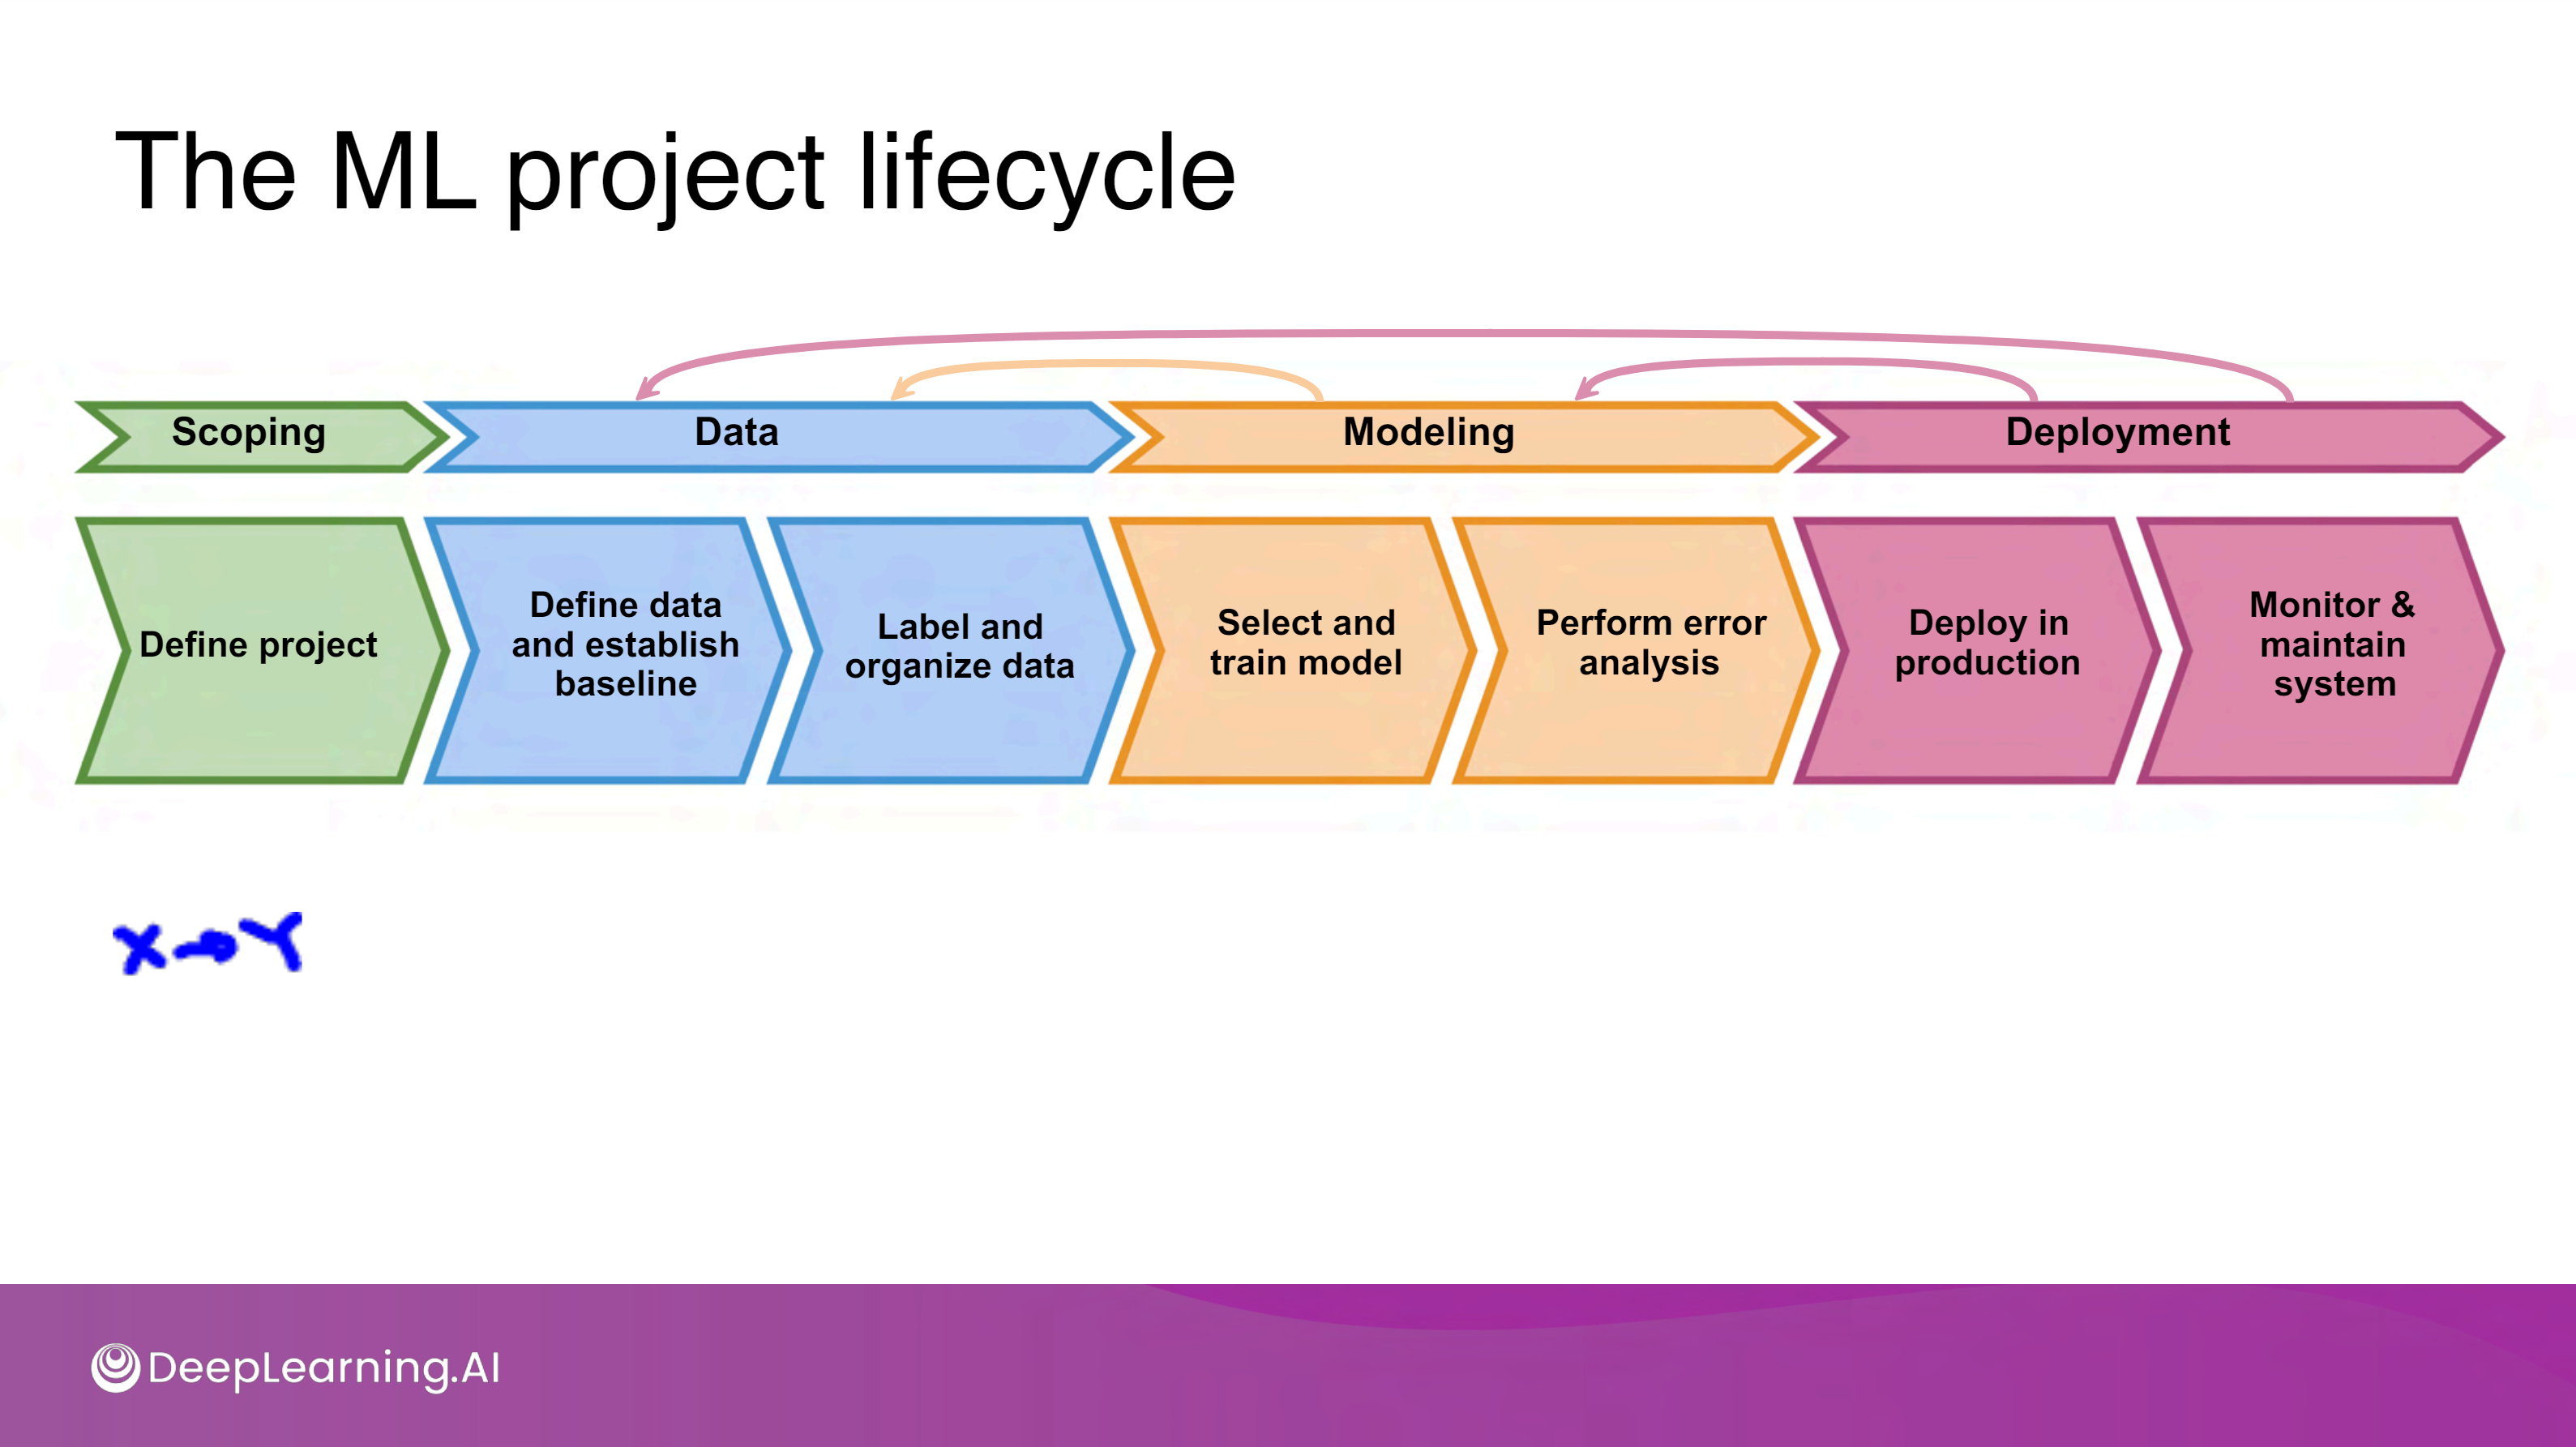 The ML project lifecycle
Scoping
Data
Modeling
Deployment
Define project
Define data
and establish
baseline
Label and
organize data
Select and
train model
Perform error
analysis
Deploy in
production
Monitor &
maintain
system
X→Y
DeepLearning.AI